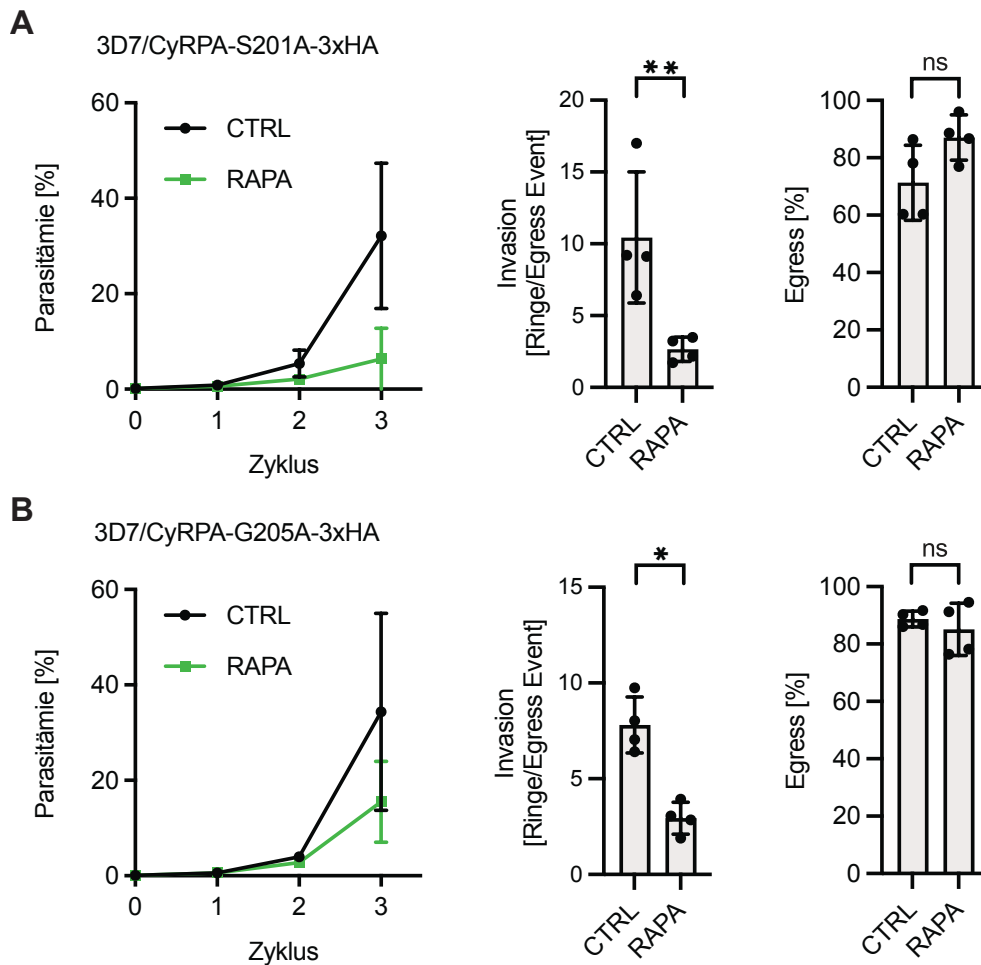 A
3D7/CyRPA-S201A-3xHA
Parasitämie [%]
60
40
20
0
CTRL
RAPA
0 1 2 3
Zyklus
Invasion
[Ringe/Egress Event]
20
15
10
5
0
**
CTRL
RAPA
Egress [%]
100
80
60
40
20
0
ns
CTRL
RAPA
B
3D7/CyRPA-G205A-3xHA
Parasitämie [%]
60
40
20
0
CTRL
RAPA
0 1 2 3
Zyklus
Invasion
[Ringe/Egress Event]
15
10
5
0
*
CTRL
RAPA
Egress [%]
100
80
60
40
20
0
ns
CTRL
RAPA